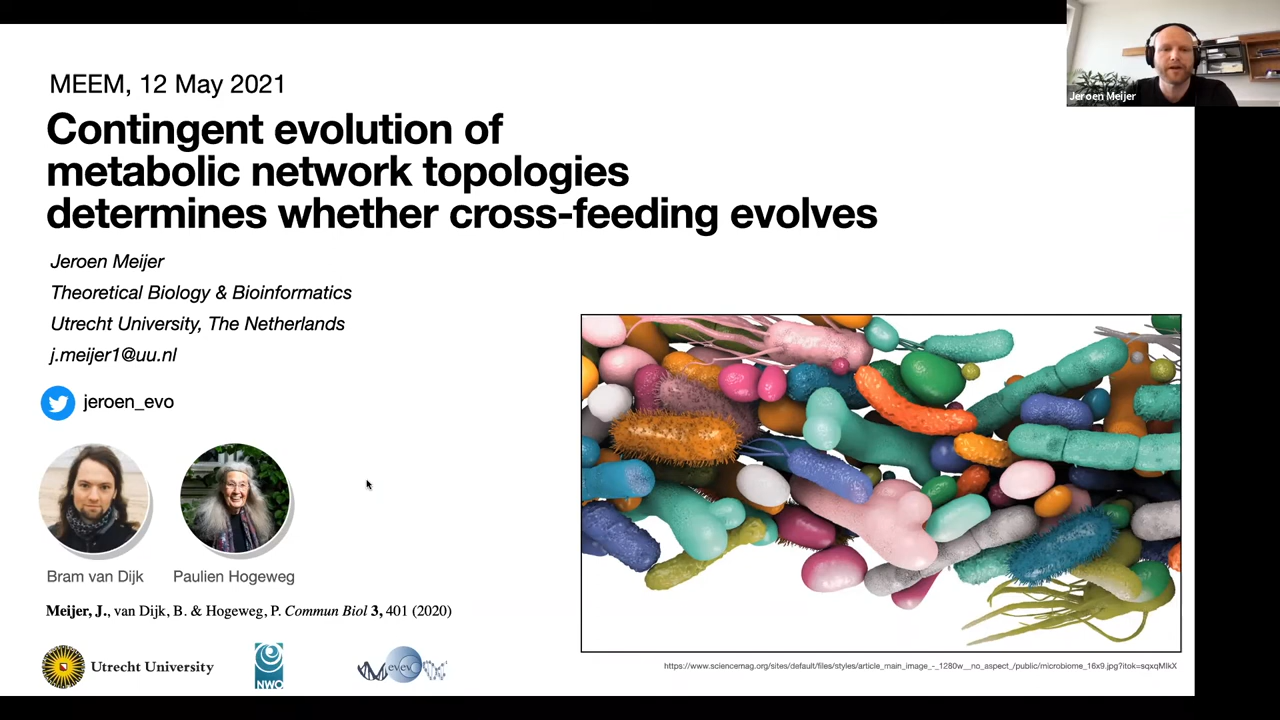 MEEM, 12 May 2021
Contingent evolution of
metabolic network topologies
determines whether cross-feeding evolves
Jeroen Meijer
Theoretical Biology & Bioinformatics
Utrecht University, The Netherlands
j.meijer1@uu.nl
jeroen_evo
Bram van Dijk
Paulien Hogeweg
Meijer, J., van Dijk, B. & Hogeweg, P. Commun Biol 3, 401 (2020)
Utrecht University
NWO
https://www.sciencemag.org/sites/default/files/styles/article_main_image_-_1280w__no_aspect_/public/microbiome_16x9.jpg?itok=sqxqMIkX
Jeroen Meijer